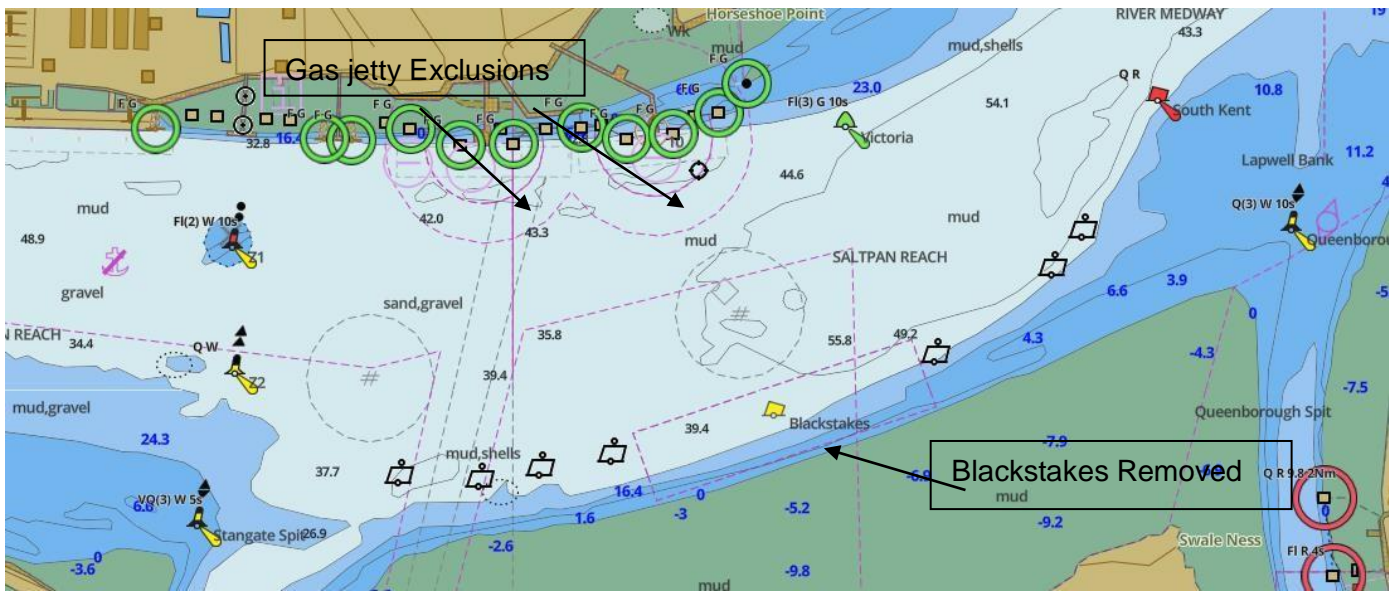 Horseshoe Point
RIVER MEDWAY
19
Wk
mud
43.3
mud,shells
Gas jetty Exclusions
F G
Q R
23.0
10.8
F G
F G
F G
Fl(3) G 10s
54.1
South Kent
F G
F G
F G
F G
F G
Victoria
11.2
32.8
16.4
0
10
Lapwell Bank
44.6
mud
Fl(2) W 10s
42.0
mud
Q(3) W 10s
48.9
43.3
mud
Z1
SALTPAN REACH
Queenborou
gravel
6.6
3.9
sand,gravel
#
0
N REACH
34.4
35.8
55.8
49.2
4.3
-4.3
Q W
#
39.4
Z2
-7.5
mud,gravel
Blackstakes
Queenborough Spit
24.3
39.4
-7.9
mud,shells
Blackstakes Removed
37.7
-6.9
Q R 9.8 2Nm
VQ(3) W 5s
16.4
0
mud
6.6
1.6
-3
-5.2
-9.2
0
Stangate Spit
26.9
Swale Ness
-2.6
Fl R 4s
0
-3.6
-9.8
mud